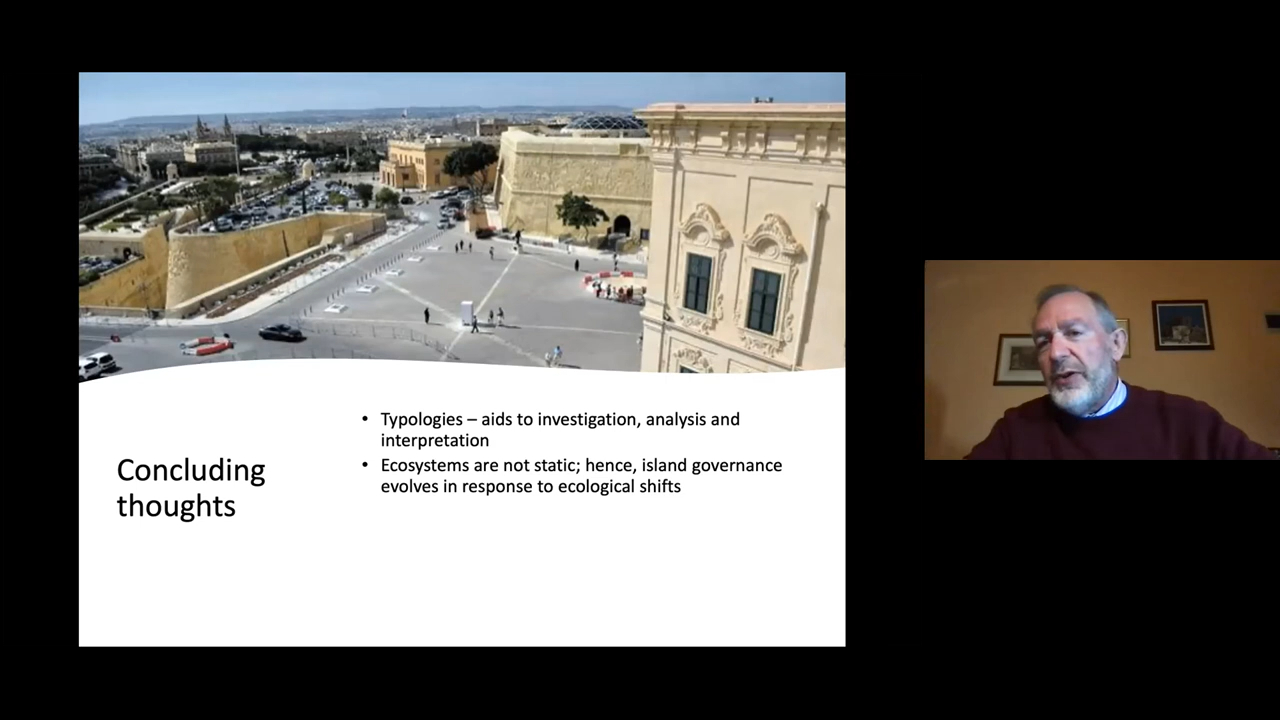 Concluding
thoughts
• Typologies – aids to investigation, analysis and
interpretation
• Ecosystems are not static; hence, island governance
evolves in response to ecological shifts